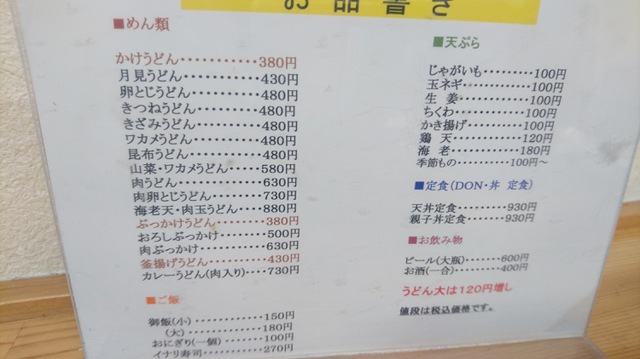 お品書き
■めん類
かけうどん・・・・・・・・・・・380円
月見うどん・・・・・・・・・・・430円
卵とじうどん・・・・・・・・・480円
きつねうどん・・・・・・・・・480円
きざみうどん・・・・・・・・・480円
ワカメうどん・・・・・・・・・480円
昆布うどん・・・・・・・・・・・480円
山菜・ワカメうどん・・・・・580円
肉うどん・・・・・・・・・・・・・630円
肉卵とじうどん・・・・・・・・730円
海老天・肉玉うどん・・・・880円
ぶっかけうどん・・・・・・・・380円
おろしぶっかけ・・・・・・・・500円
肉ぶっかけ・・・・・・・・・・・630円
釜揚げうどん・・・・・・・・・430円
カレーうどん(肉入り)・・・・730円
■ご飯
御飯(小)・・・・・・・・・・・150円
(大)・・・・・・・・・・・180円
おにぎり(一個)・・・・・・・100円
イナリ寿司・・・・・・・・・・270円
■天ぷら
じゃがいも・・・・・・・・・100円
玉ネギ・・・・・・・・・・・・・100円
生 姜・・・・・・・・・・・・・100円
ちくわ・・・・・・・・・・・・・100円
かき揚げ・・・・・・・・・・・100円
鶏 天・・・・・・・・・・・・・120円
海 老・・・・・・・・・・・・・180円
季節もの・・・・・・・・・・・100円～
■定食(DON・丼 定食)
天丼定食・・・・・・・・・930円
親子丼定食・・・・・・・930円
■お飲み物
ビール(大瓶)・・・・・・600円
お酒(一合)・・・・・・・・400円
うどん大は120円増し
値段は税込価格です。